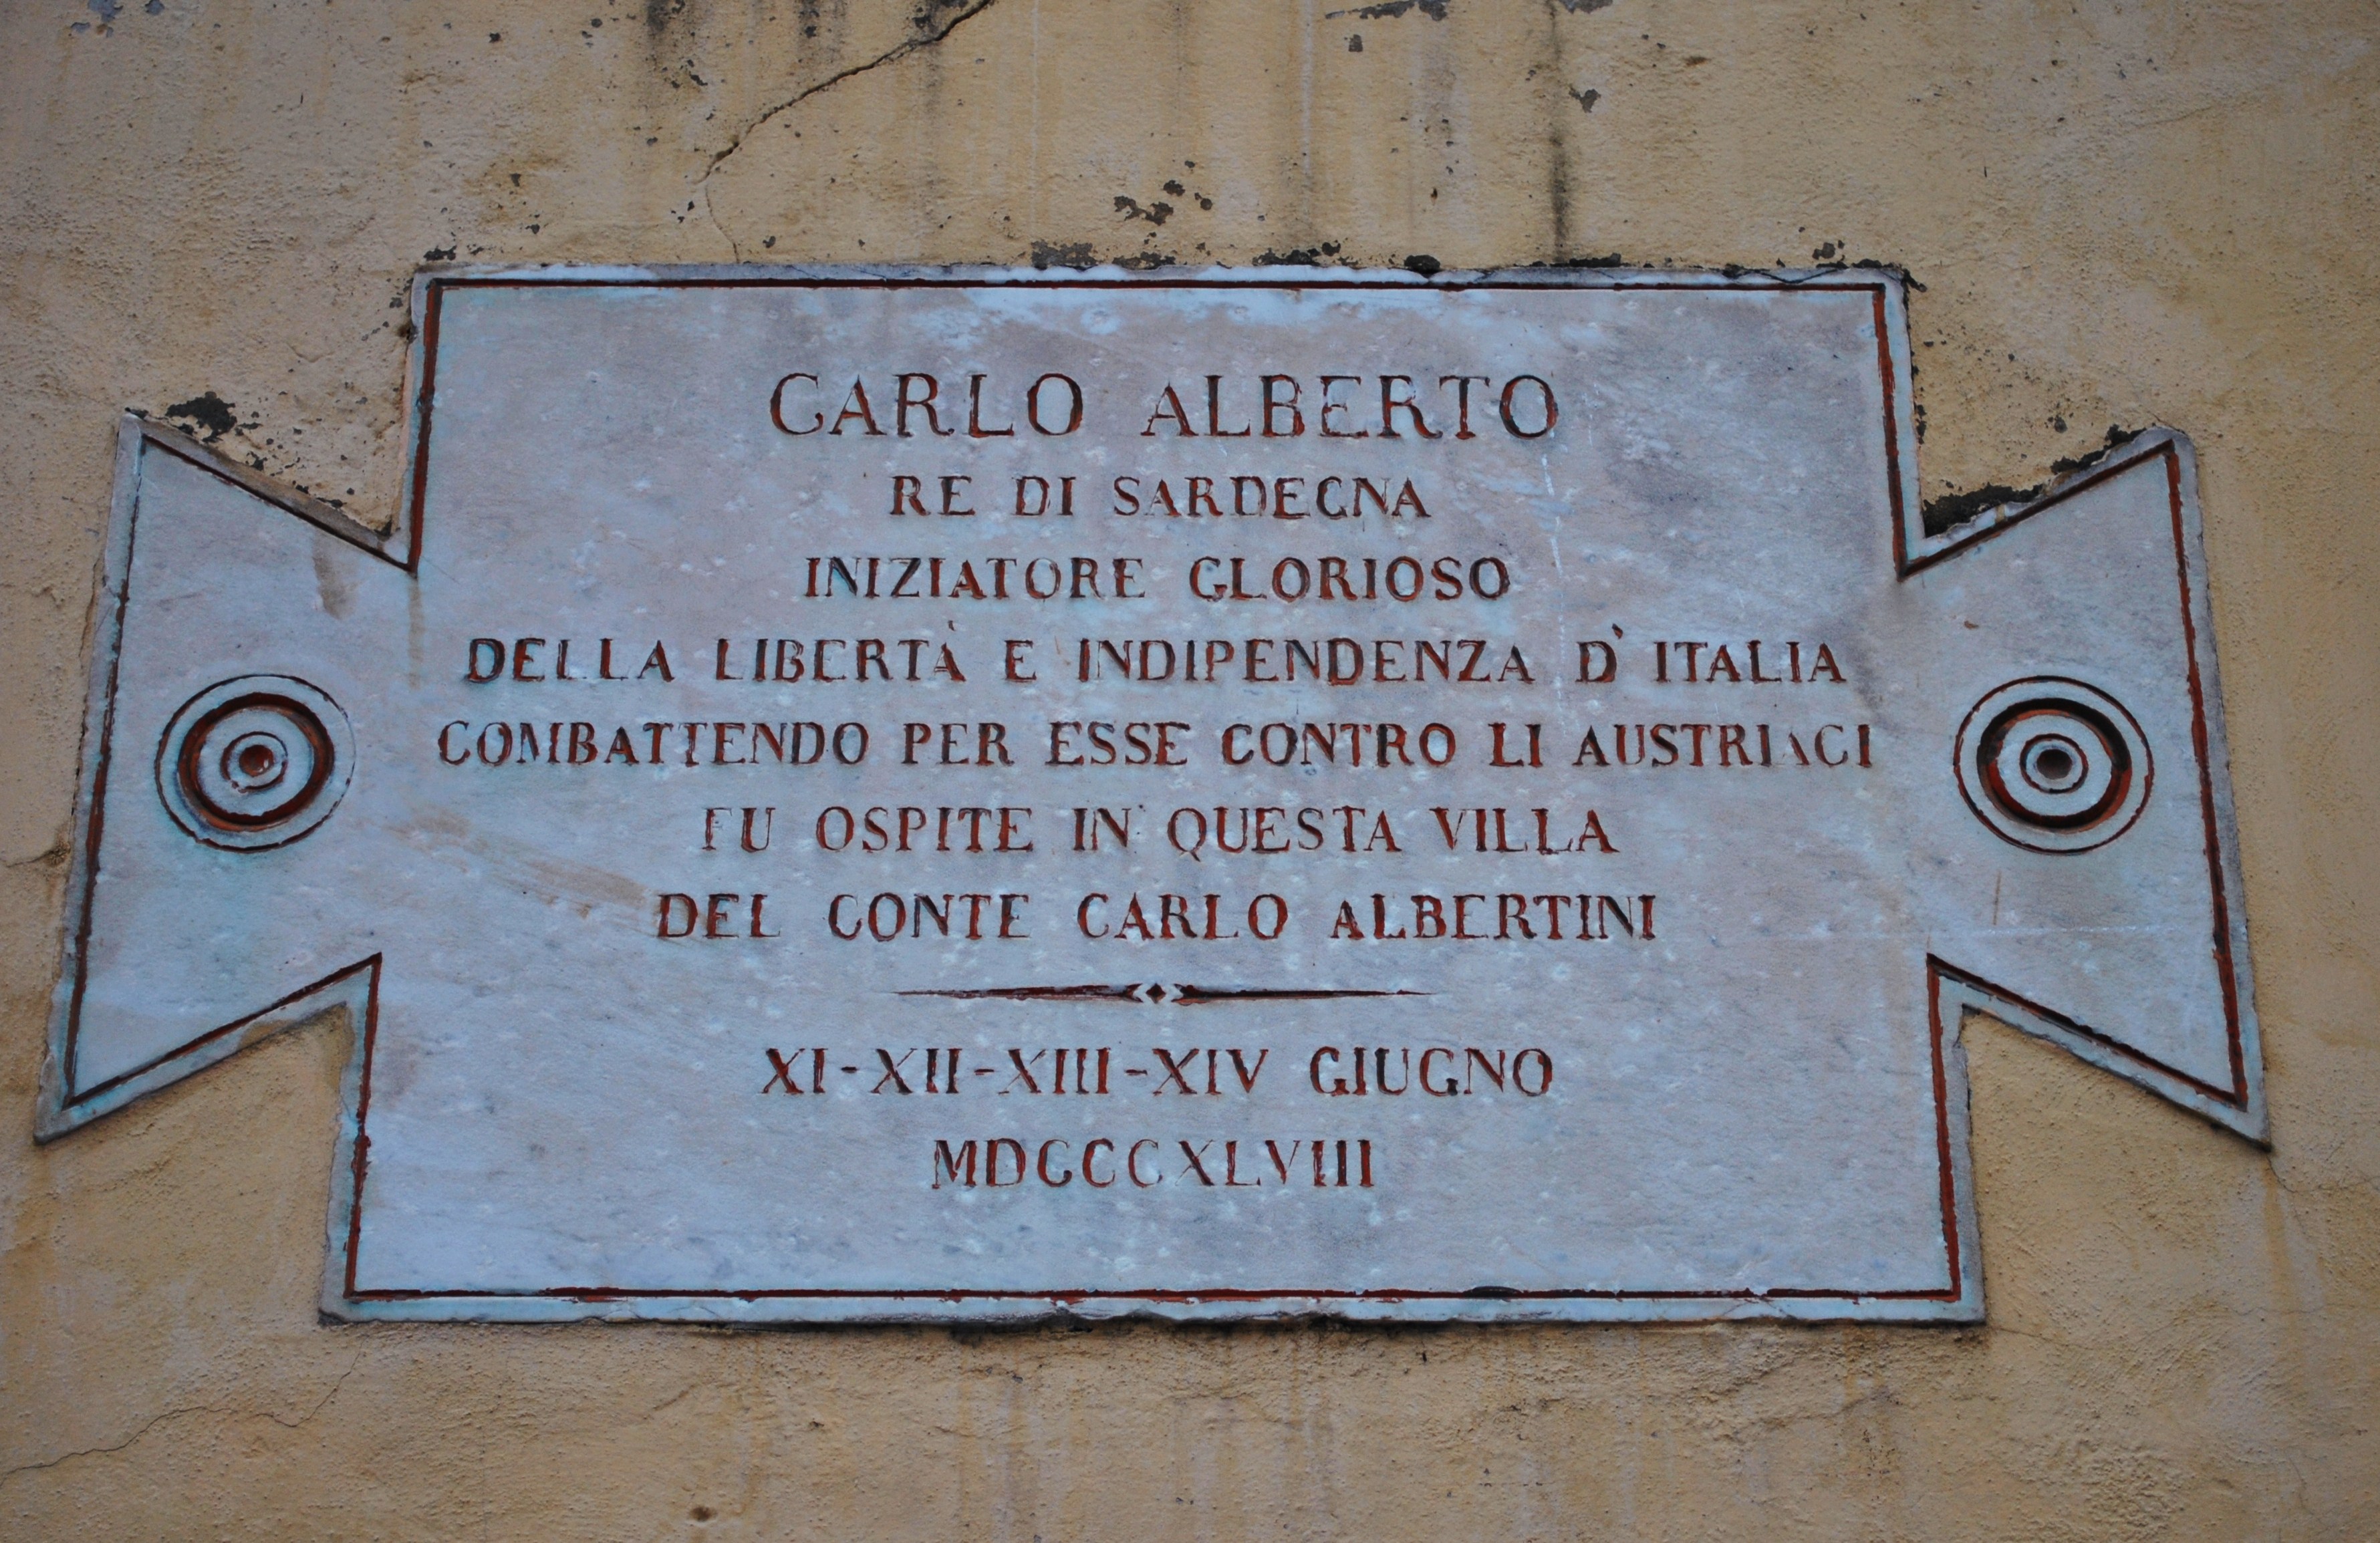 CARLO ALBERTO
RE DI SARDEGNA
INIZIATORE GLORIOSO
DELLA LIBERTÀ E INDIPENDENZA D'ITALIA
COMBATTENDO PER ESSE CONTRO LI AUSTRIACI
FU OSPITE IN QUESTA VILLA
DEL CONTE CARLO ALBERTINI
XI-XII-XIII-XIV GIUGNO
MDCCCXLVIII